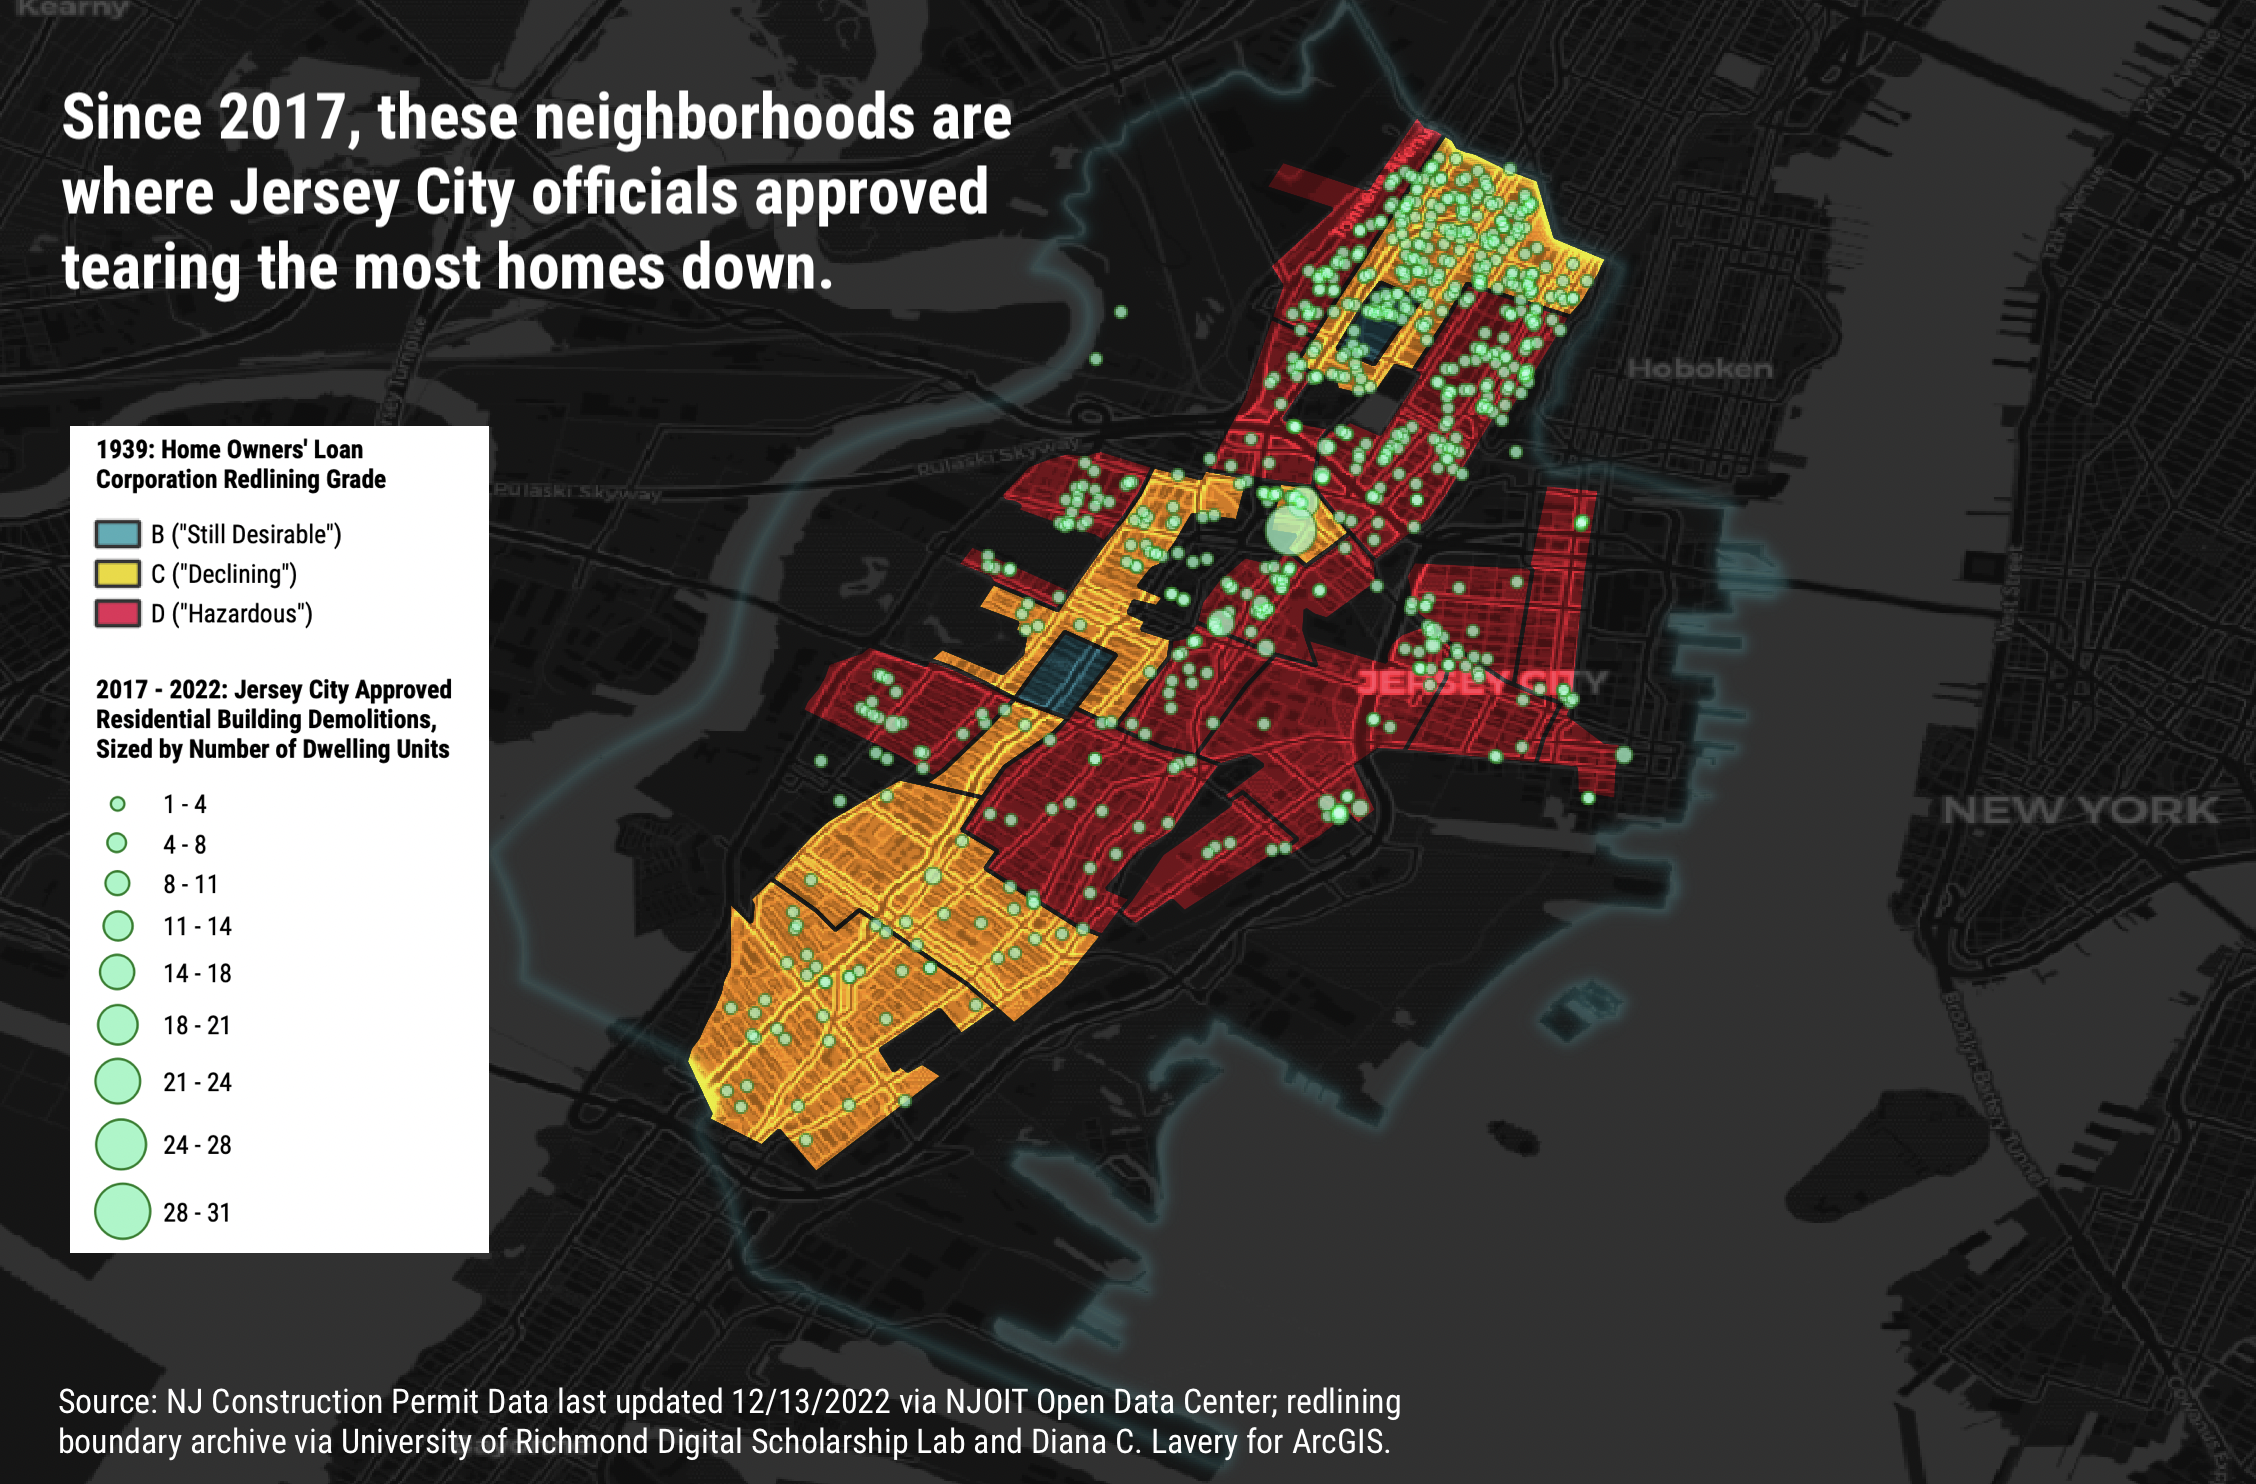 Kearny
Since 2017, these neighborhoods are
where Jersey City officials approved
tearing the most homes down.
12th Avenue
Hoboken
Pulaski Skyway
Pulaski Skyway
1939: Home Owners' Loan
Corporation Redlining Grade
B ("Still Desirable")
C ("Declining")
D ("Hazardous")
West Street
JERSEY CITY
2017 - 2022: Jersey City Approved
Residential Building Demolitions,
Sized by Number of Dwelling Units
1 - 4
4 - 8
8 - 11
11 - 14
14 - 18
18 - 21
21 - 24
24 - 28
28 - 31
NEW YORK
Brooklyn-Battery Tunnel
Source: NJ Construction Permit Data last updated 12/13/2022 via NJOIT Open Data Center; redlining
boundary archive via University of Richmond Digital Scholarship Lab and Diana C. Lavery for ArcGIS.